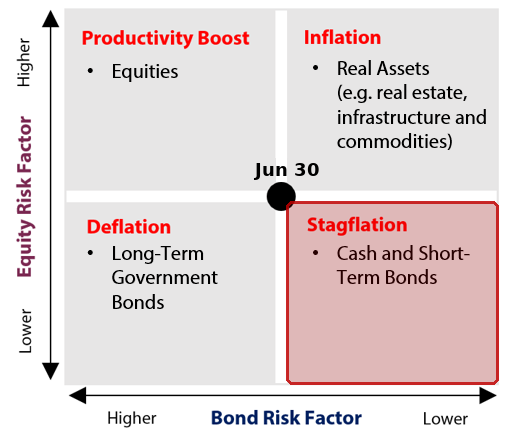 Productivity Boost
• Equities
Inflation
• Real Assets
(e.g. real estate,
infrastructure and
commodities)
Jun 30
Deflation
• Long-Term
Government
Bonds
Stagflation
• Cash and Short-
Term Bonds
Higher
Equity Risk Factor
Lower
Higher
Bond Risk Factor
Lower